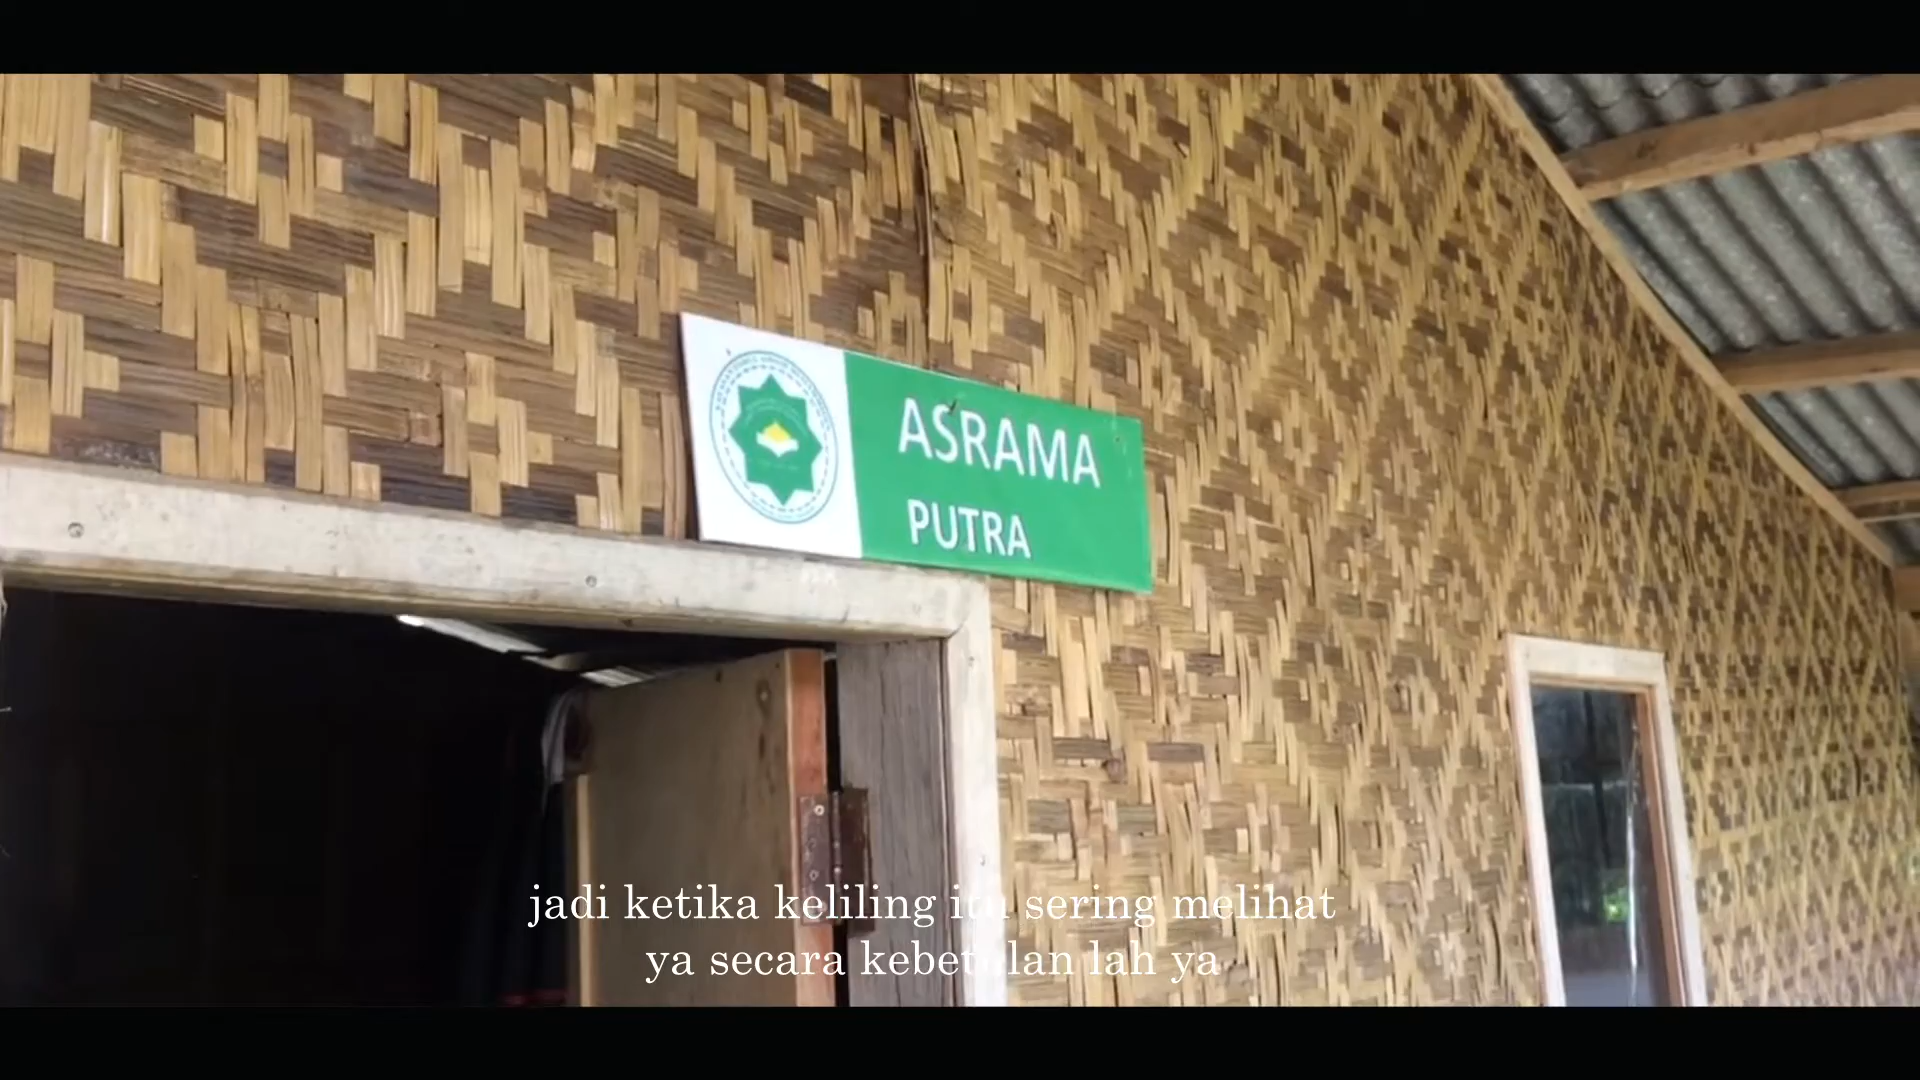 ASRAMA
PUTRA
jadi ketika keliling itu sering melihat
ya secara kebetulan lah ya